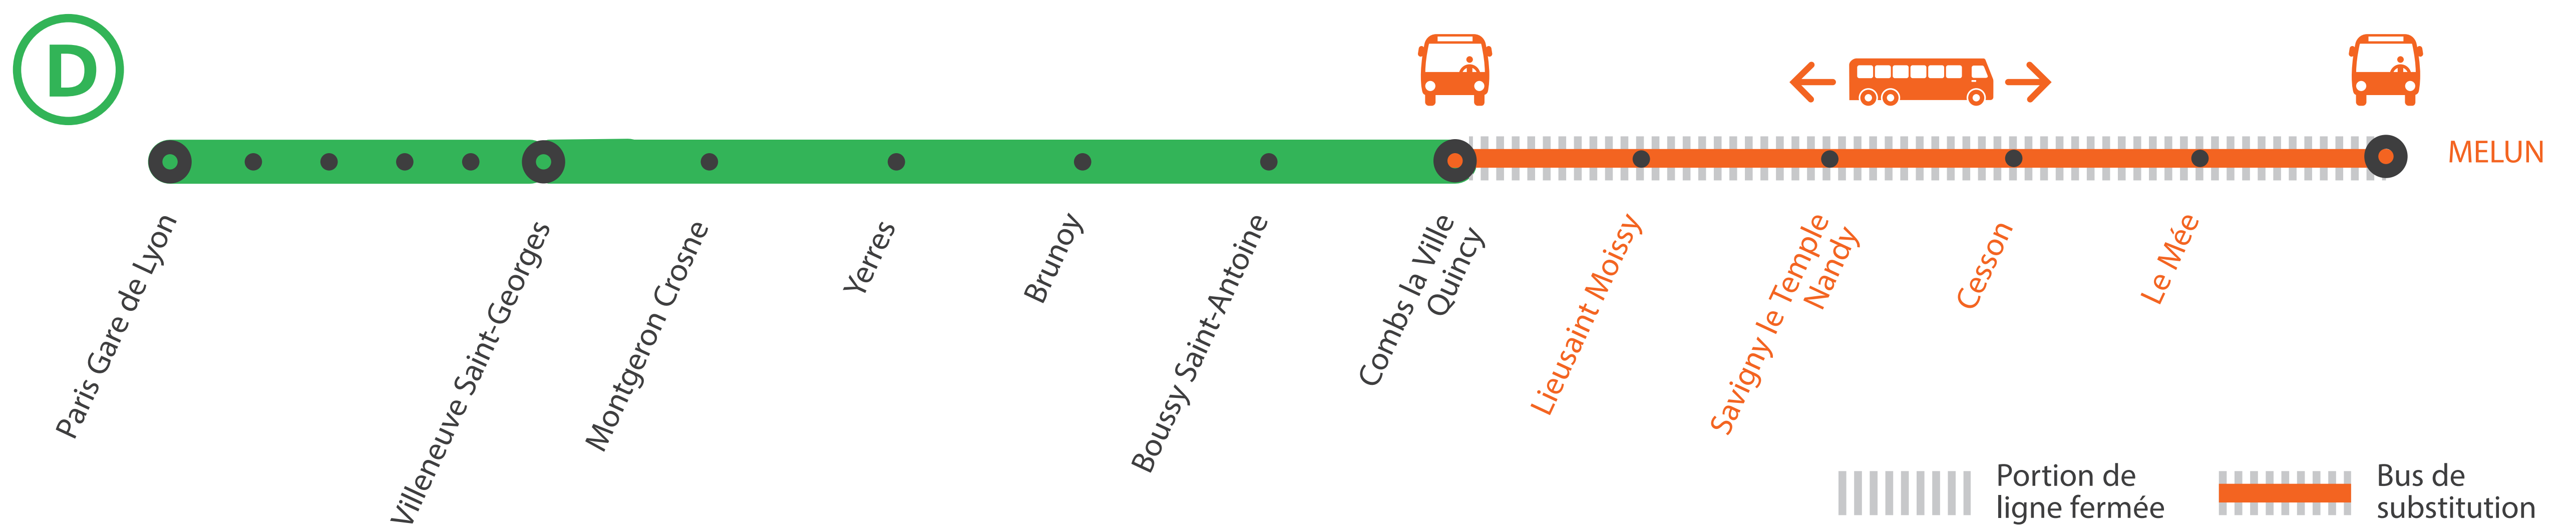 D
Paris Gare de Lyon
Villeneuve Saint-Georges
Montgeron Crosne
Yerres
Brunoy
Boussy Saint-Antoine
Combs la Ville
Quincy
Lieusaint Moissy
Savigny le Temple
Nandy
Cesson
Le Mée
MELUN
Portion de
ligne fermée
Bus de
substitution